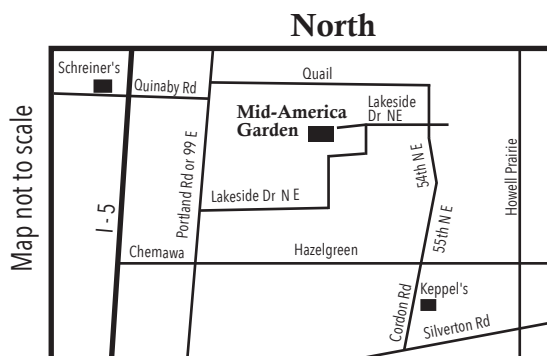 North
Schreiner's
Quinaby Rd
Quail
Mid-America
Garden
Lakeside
Dr NE
Map not to scale
I - 5
Portland Rd or 99 E
Lakeside Dr N E
54th N E
55th N E
Howell Prairie
Chemawa
Hazelgreen
Keppel's
Cordon Rd
Silverton Rd